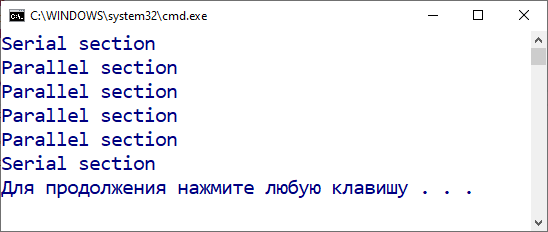 C:\WINDOWS\system32\cmd.exe
Serial section
Parallel section
Parallel section
Parallel section
Parallel section
Serial section
Для продолжения нажмите любую клавишу . . .